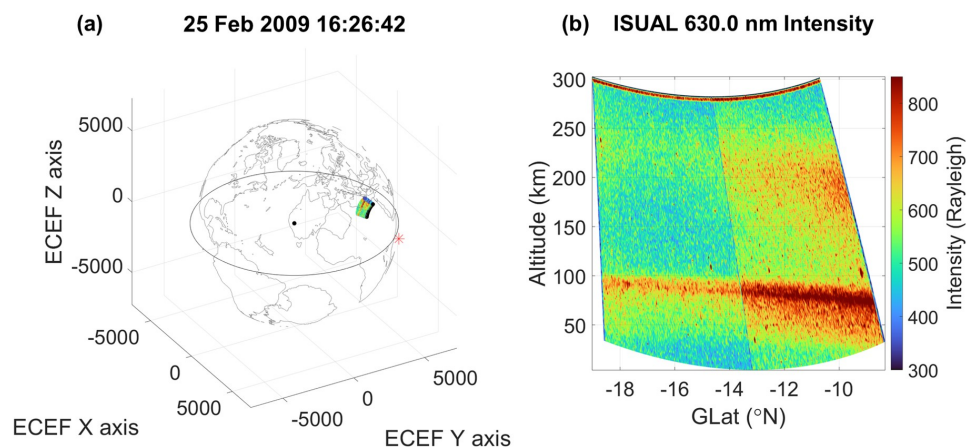 (a) 25 Feb 2009 16:26:42
5000
0
-5000
ECEF Z axis
-5000
0
5000
ECEF X axis
-5000
0
5000
ECEF Y axis
(b) ISUAL 630.0 nm Intensity
300
250
200
150
100
50
Altitude (km)
-18 -16 -14 -12 -10
GLat (°N)
800
700
600
500
400
300
Intensity (Rayleigh)